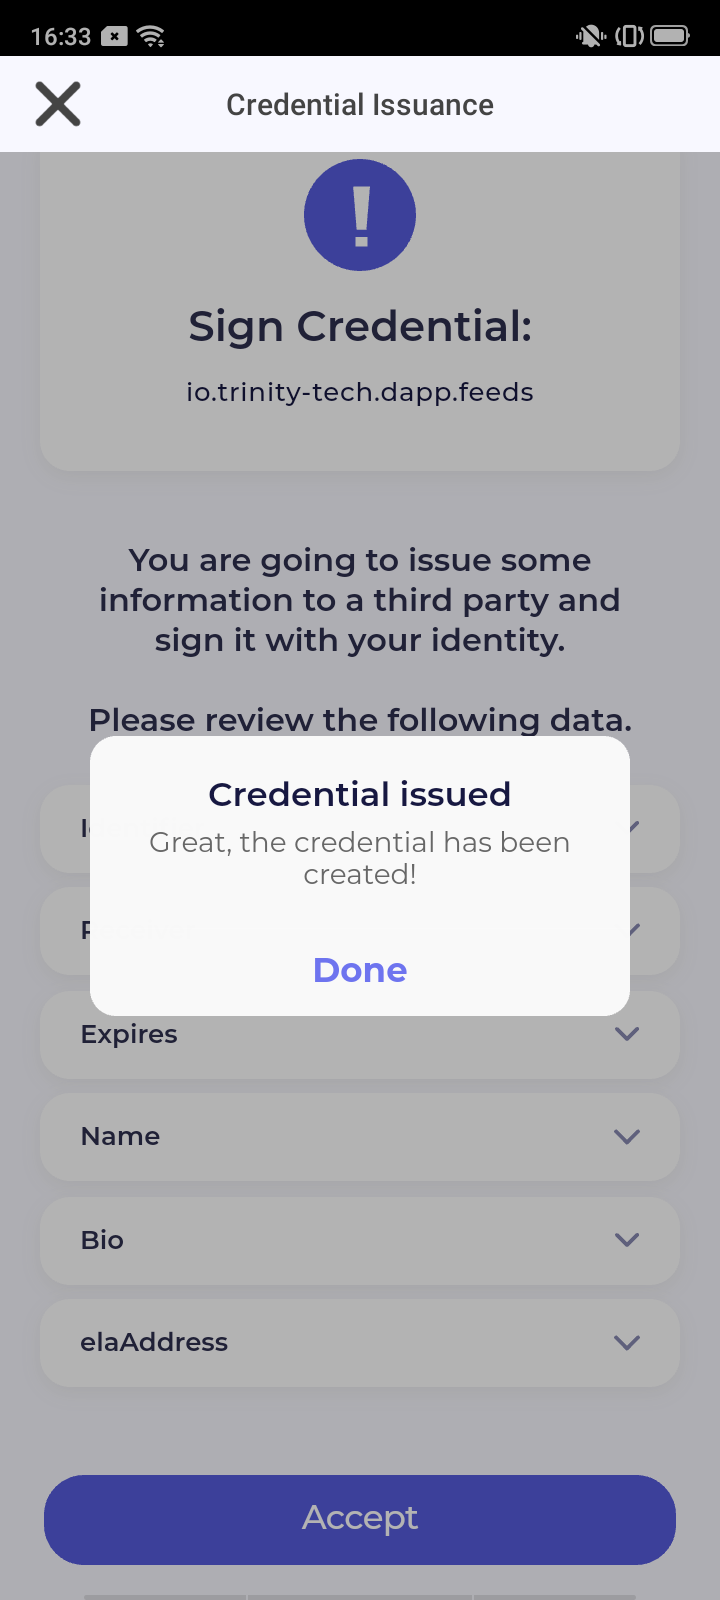 16:33
Credential Issuance
!
Sign Credential:
io.trinity-tech.dapp.feeds
You are going to issue some
information to a third party and
sign it with your identity.
Please review the following data.
Credential issued
Great, the credential has been
created!
Done
Expires
Name
Bio
elaAddress
Accept